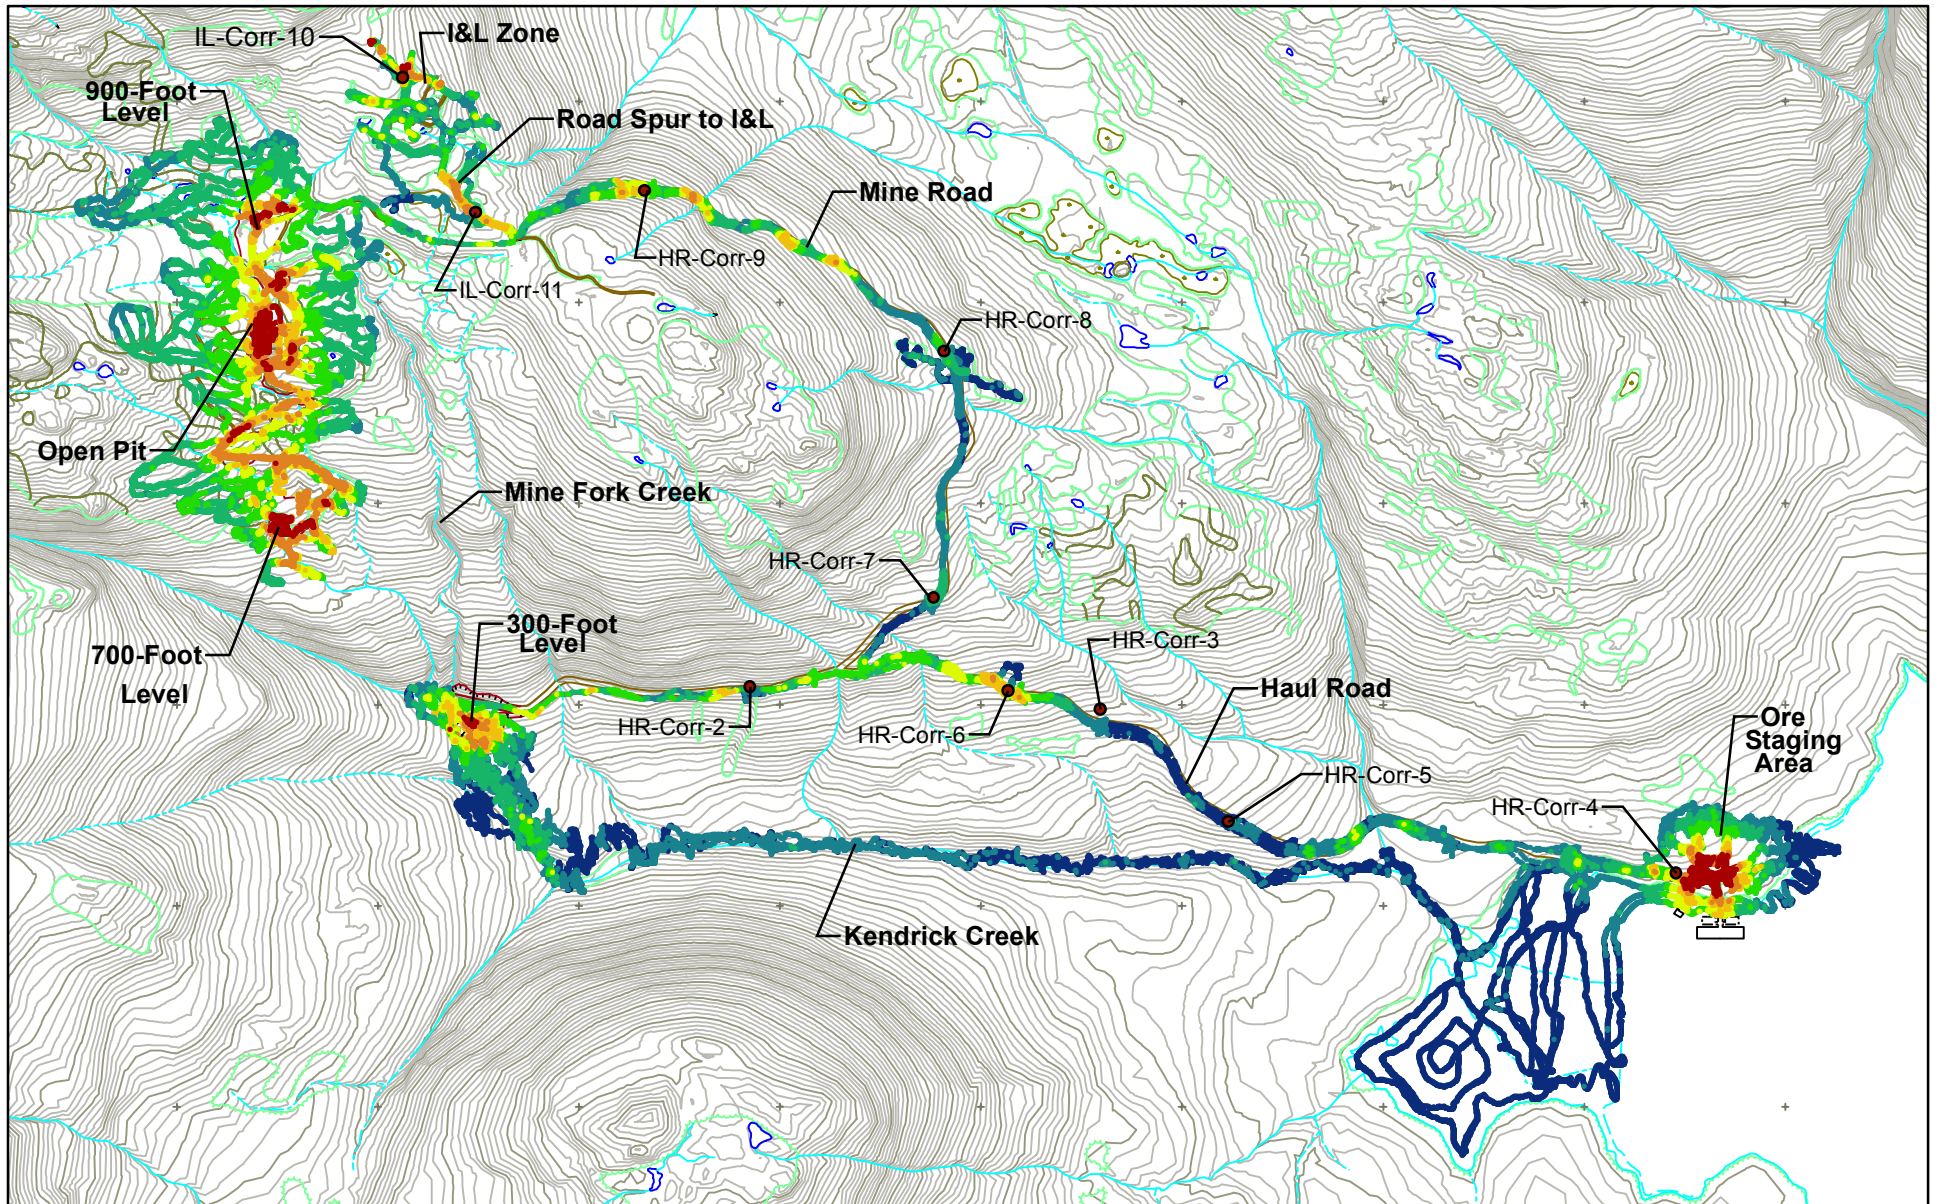 I&L Zone
IL-Corr-10
900-Foot
Level
Road Spur to I&L
Mine Road
HR-Corr-9
IL-Corr-11
HR-Corr-8
Open Pit
Mine Fork Creek
HR-Corr-7
300-Foot
Level
HR-Corr-3
700-Foot
Level
Haul Road
Ore
Staging
Area
HR-Corr-2
HR-Corr-6
HR-Corr-5
HR-Corr-4
Kendrick Creek